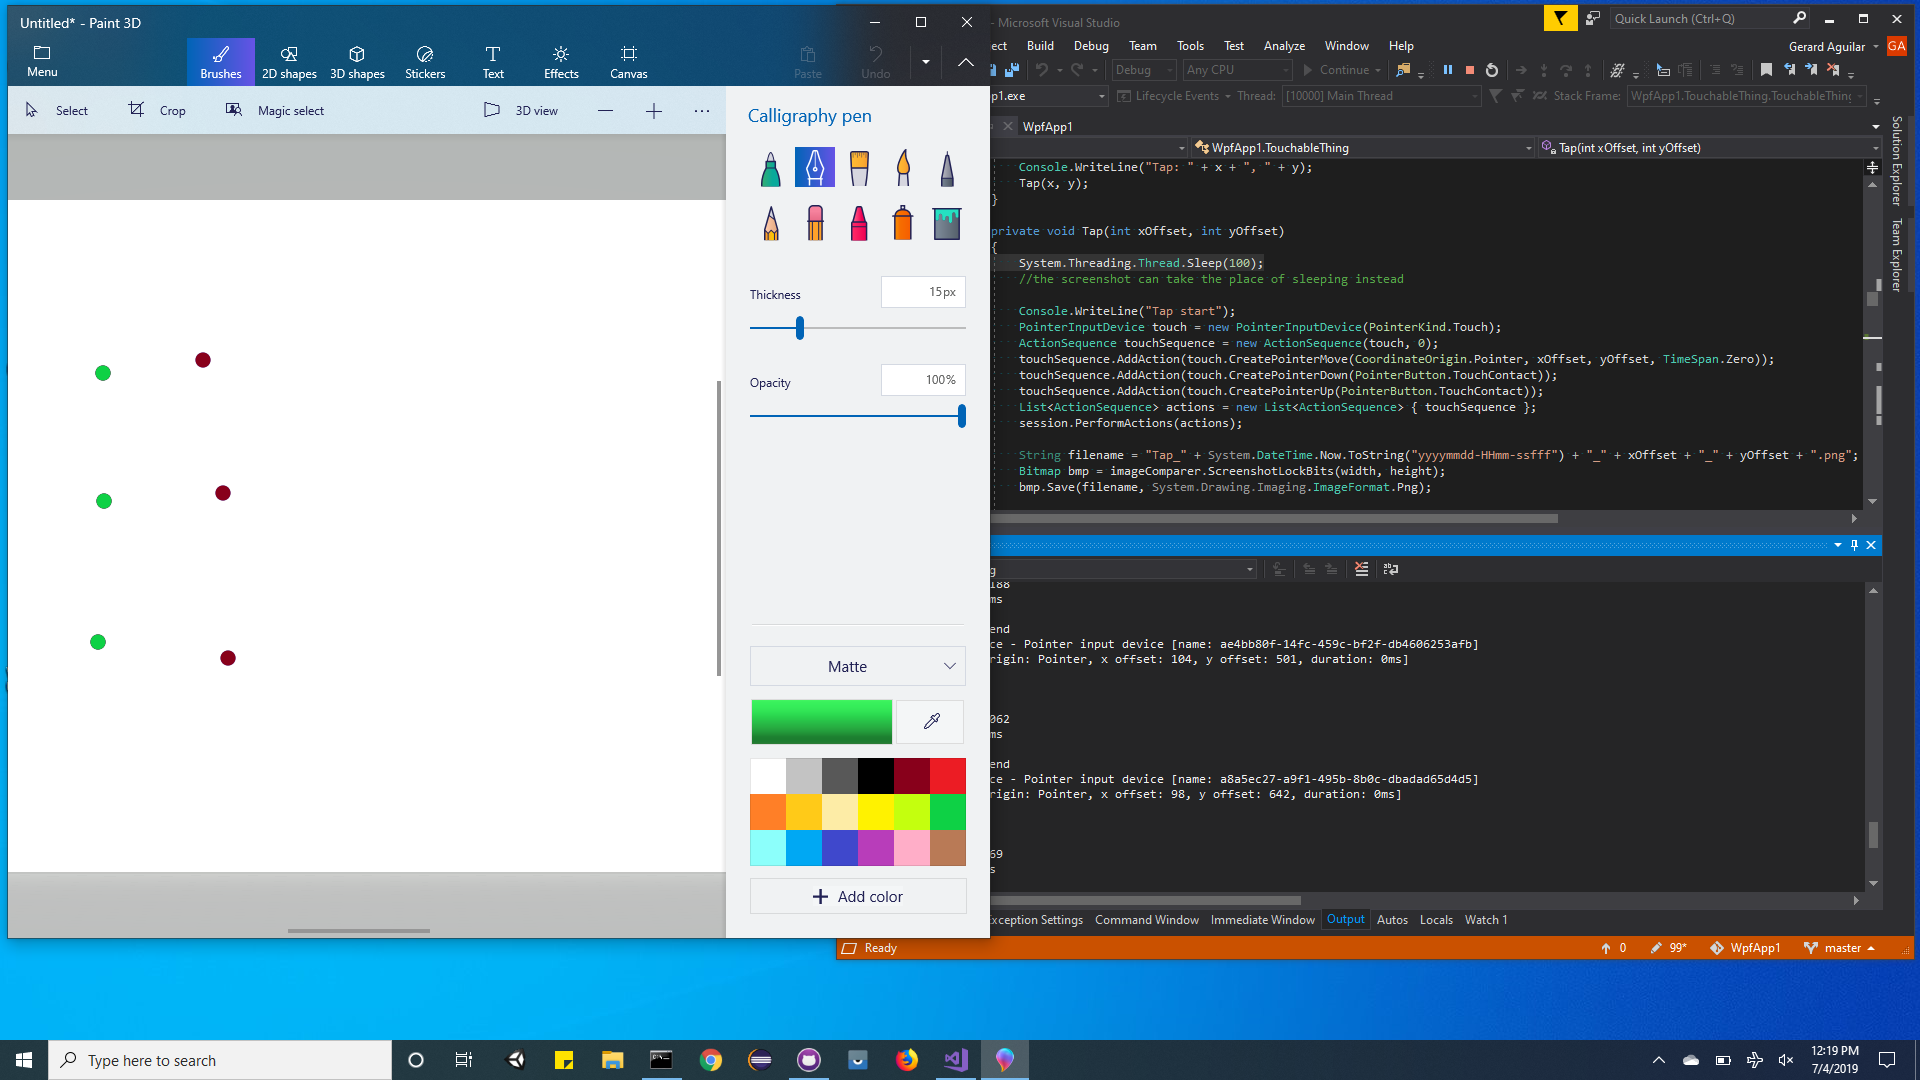 Untitled* - Paint 3D
Menu
Brushes
2D shapes
3D shapes
Stickers
Text
Effects
Canvas
Paste
Undo
Select
Crop
Magic select
3D view
Calligraphy pen
Thickness
15px
Opacity
100%
Matte
Add color
- Microsoft Visual Studio
Quick Launch (Ctrl+Q)
ect Build Debug Team Tools Test Analyze Window Help
Gerard Aguilar
GA
Debug
Any CPU
Continue
p1.exe
Lifecycle Events
Thread:
[10000] Main Thread
Stack Frame:
WpfApp1.TouchableThing.TouchableThing
WpfApp1
WpfApp1.TouchableThing
Tap(int xOffset, int yOffset)
Console.WriteLine("Tap: " + x + ", " + y);
Tap(x, y);
}
private void Tap(int xOffset, int yOffset)
{
System.Threading.Thread.Sleep(100);
//the screenshot can take the place of sleeping instead
Console.WriteLine("Tap start");
PointerInputDevice touch = new PointerInputDevice(PointerKind.Touch);
ActionSequence touchSequence = new ActionSequence(touch, 0);
touchSequence.AddAction(touch.CreatePointerMove(CoordinateOrigin.Pointer, xOffset, yOffset, TimeSpan.Zero));
touchSequence.AddAction(touch.CreatePointerDown(PointerButton.TouchContact));
touchSequence.AddAction(touch.CreatePointerUp(PointerButton.TouchContact));
List<ActionSequence> actions = new List<ActionSequence> { touchSequence };
session.PerformActions(actions);
String filename = "Tap_" + System.DateTime.Now.ToString("yyyymmdd-HHmm-ssfff") + "_" + xOffset + "_" + yOffset + ".png";
Bitmap bmp = imageComparer.ScreenshotLockBits(width, height);
bmp.Save(filename, System.Drawing.Imaging.ImageFormat.Png);
Solution Explorer
Team Explorer
g
188
ms
end
ce - Pointer input device [name: ae4bb80f-14fc-459c-bf2f-db4606253afb]
rigin: Pointer, x offset: 104, y offset: 501, duration: 0ms]
062
ms
end
ce - Pointer input device [name: a8a5ec27-a9f1-495b-8b0c-dbadad65d4d5]
rigin: Pointer, x offset: 98, y offset: 642, duration: 0ms]
69
s
Exception Settings Command Window Immediate Window Output Autos Locals Watch 1
Ready
0
99*
WpfApp1
master
Type here to search
12:19 PM
7/4/2019